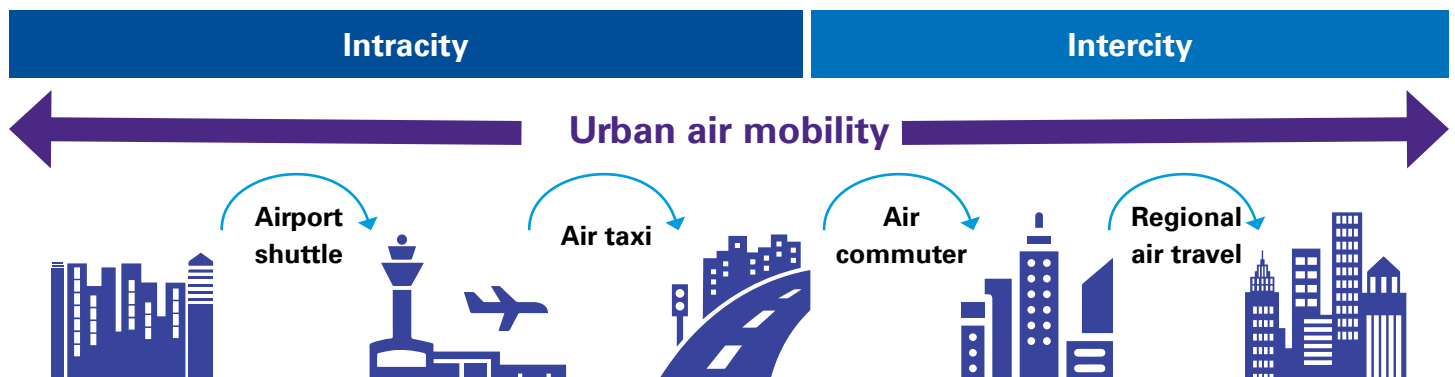 Intracity
Intercity
Urban air mobility
Airport
shuttle
Air taxi
Air
commuter
Regional
air travel